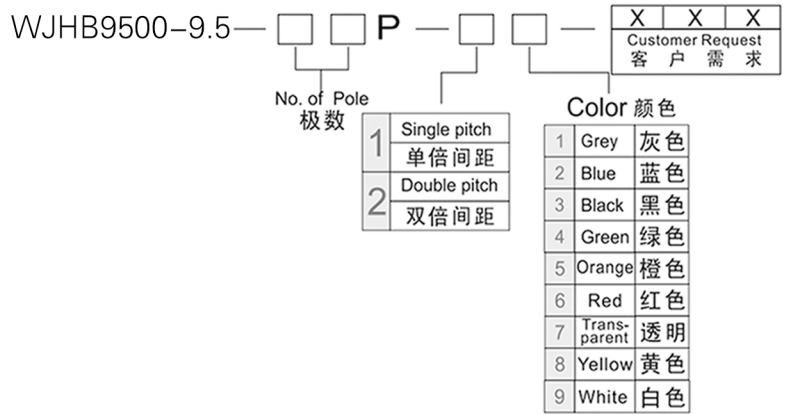 WJHB9500-9.5
P
X X X
Customer Request
客户需求
No. of Pole
极数
1 Single pitch
单倍间距
2 Double pitch
双倍间距
Color 颜色
1 Grey 灰色
2 Blue 蓝色
3 Black 黑色
4 Green 绿色
5 Orange 橙色
6 Red 红色
7 Trans-
parent 透明
8 Yellow 黄色
9 White 白色